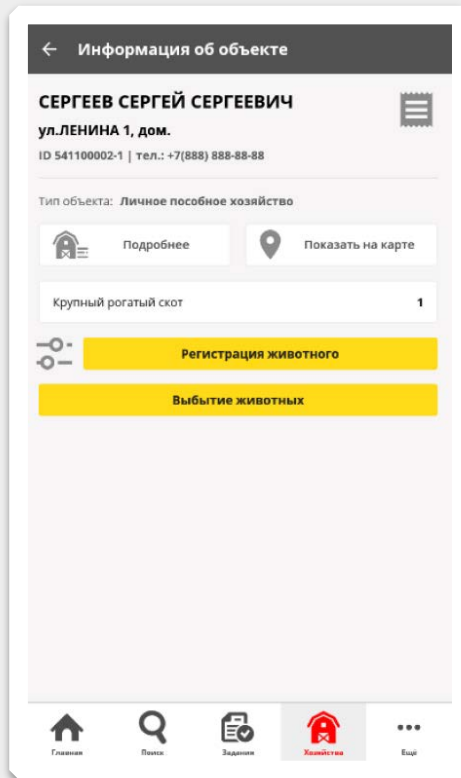 Информация об объекте
СЕРГЕЕВ СЕРГЕЙ СЕРГЕЕВИЧ
ул.ЛЕНИНА 1, дом.
ID 541100002-1 | тел.: +7(888) 888-88-88
Тип объекта: Личное пособное хозяйство
Подробнее
Показать на карте
Крупный рогатый скот 1
Регистрация животного
Выбытие животных
Главная Поиск Задания Хозяйства Ещё